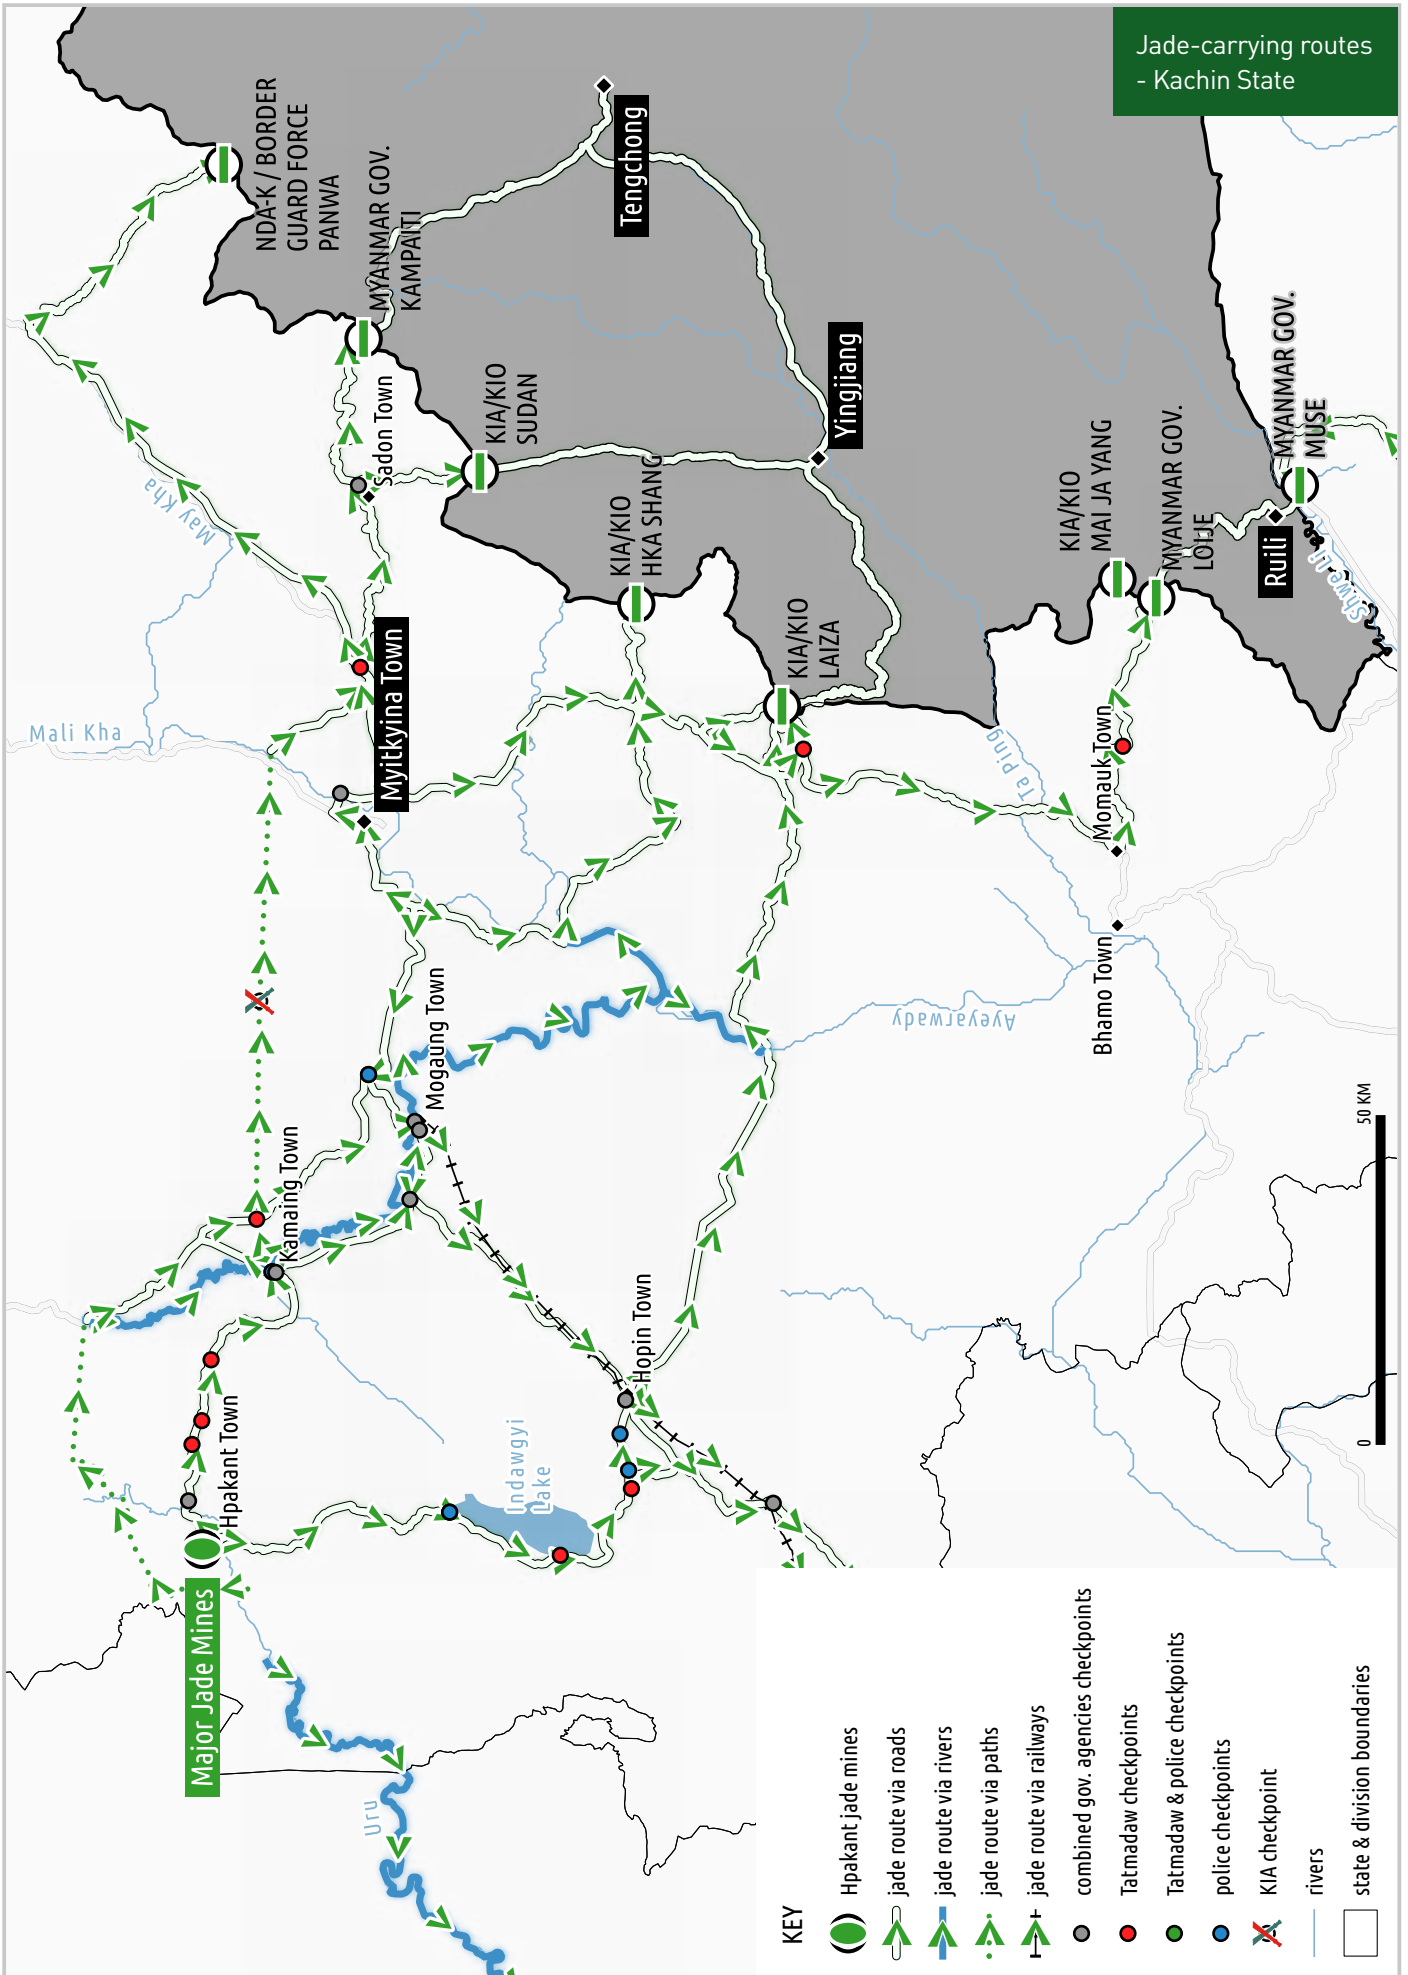 Jade-carrying routes
- Kachin State
NDA-K / BORDER
GUARD FORCE
PANWA
MYANMAR GOV.
KAMPAITI
Tengchong
Sadon Town
KIA/KIO
SUDAN
Yingjiang
May Kha
KIA/KIO
HKA SHANG
KIA/KIO
MAI JA YANG
MYANMAR GOV.
LOIJE
MYANMAR GOV.
MUSE
Ruili
Shwe Li
Mali Kha
Myitkyina Town
KIA/KIO
LAIZA
Ta Ping
Momauk Town
Bhamo Town
Ayeyarwady
Mogaung Town
Kamaing Town
Hopin Town
Hpakant Town
Indawgyi
Lake
Major Jade Mines
Uru
0
50 KM
KEY
Hpakant jade mines
jade route via roads
jade route via rivers
jade route via paths
jade route via railways
combined gov. agencies checkpoints
Tatmadaw checkpoints
Tatmadaw & police checkpoints
police checkpoints
KIA checkpoint
rivers
state & division boundaries